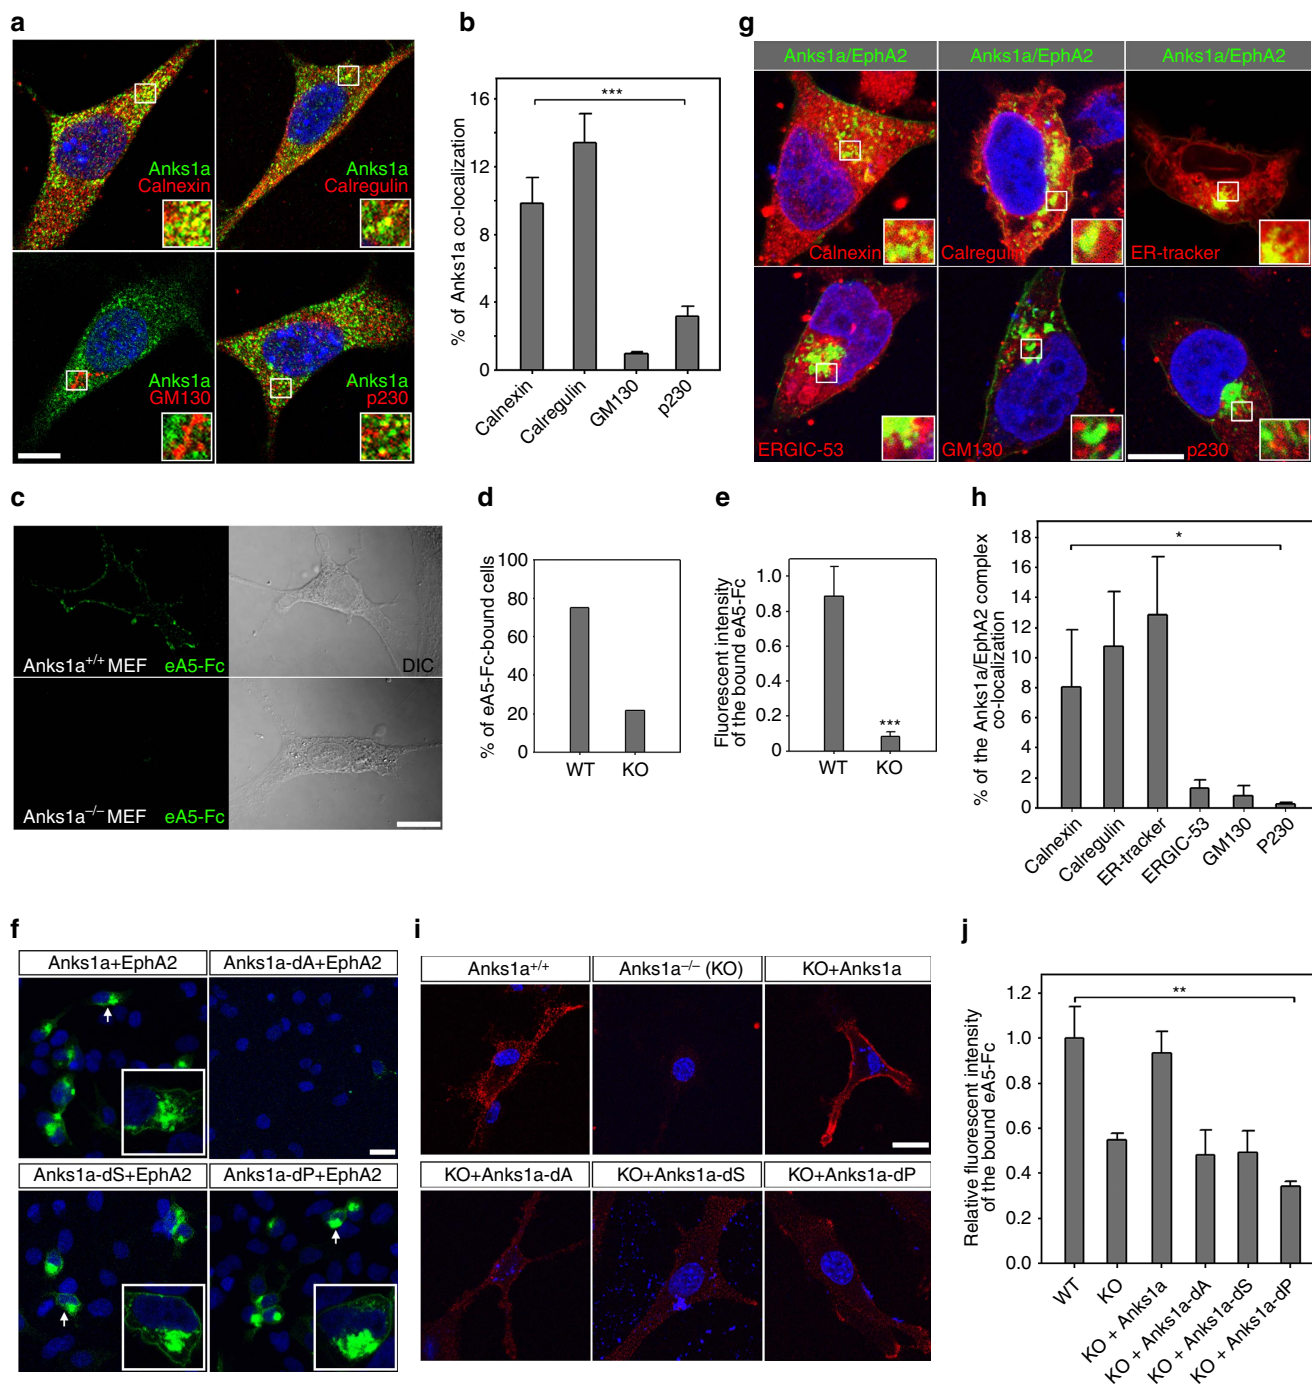 a
Anks1a
Calnexin
Anks1a
Calregulin
Anks1a
GM130
Anks1a
p230
b
% of Anks1a co-localization
16
12
8
4
0
***
Calnexin
Calregulin
GM130
p230
g
Anks1a/EphA2
Anks1a/EphA2
Anks1a/EphA2
Calnexin
Calregulin
ER-tracker
ERGIC-53
GM130
p230
c
Anks1a+/+ MEF
eA5-Fc
DIC
Anks1a–/– MEF
eA5-Fc
d
% of eA5-Fc-bound cells
100
80
60
40
20
0
WT
KO
e
Fluorescent intensity
of the bound eA5-Fc
1.0
0.8
0.6
0.4
0.2
0
***
WT
KO
h
% of the Anks1a/EphA2 complex
co-localization
18
16
14
12
10
8
6
4
2
0
*
Calnexin
Calregulin
ER-tracker
ERGIC-53
GM130
P230
f
Anks1a+EphA2
Anks1a-dA+EphA2
Anks1a-dS+EphA2
Anks1a-dP+EphA2
i
Anks1a+/+
Anks1a–/– (KO)
KO+Anks1a
KO+Anks1a-dA
KO+Anks1a-dS
KO+Anks1a-dP
j
Relative fluorescent intensity
of the bound eA5-Fc
1.2
1.0
0.8
0.6
0.4
0.2
0.0
**
WT
KO
KO + Anks1a
KO + Anks1a-dA
KO + Anks1a-dS
KO + Anks1a-dP